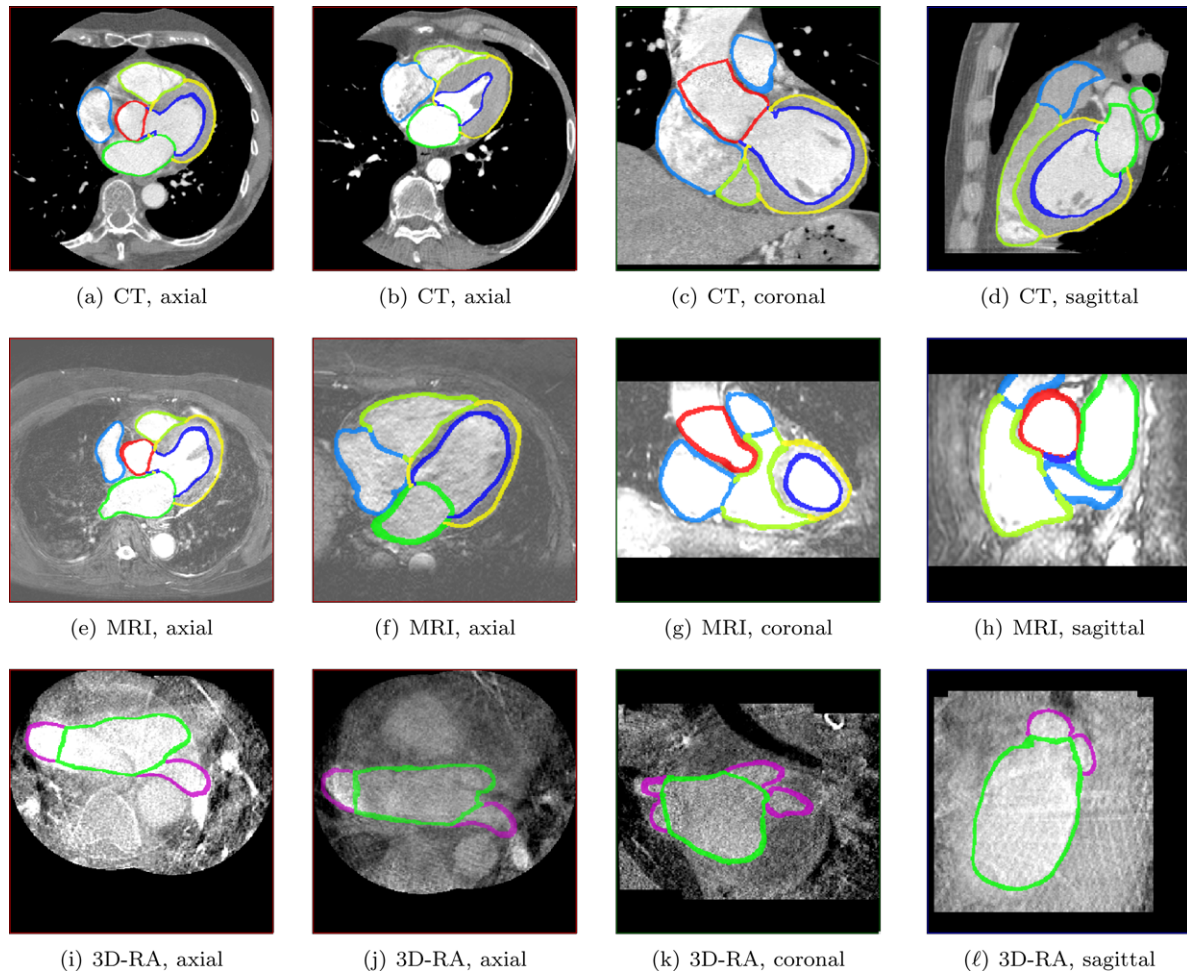 (a) CT, axial
(b) CT, axial
(c) CT, coronal
(d) CT, sagittal
(e) MRI, axial
(f) MRI, axial
(g) MRI, coronal
(h) MRI, sagittal
(i) 3D-RA, axial
(j) 3D-RA, axial
(k) 3D-RA, coronal
(ℓ) 3D-RA, sagittal